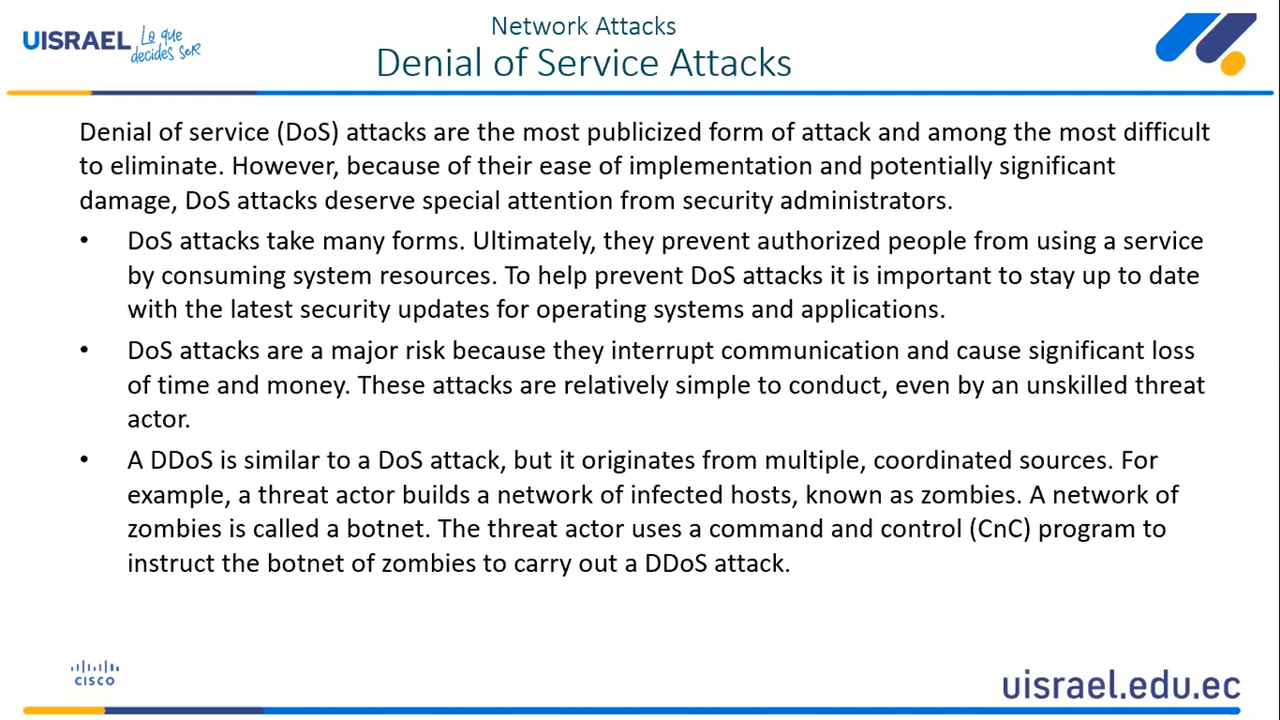 Network Attacks
UISRAEL Lo que
decides seR
Denial of Service Attacks
Denial of service (DoS) attacks are the most publicized form of attack and among the most difficult
to eliminate. However, because of their ease of implementation and potentially significant
damage, DoS attacks deserve special attention from security administrators.
• DoS attacks take many forms. Ultimately, they prevent authorized people from using a service
by consuming system resources. To help prevent DoS attacks it is important to stay up to date
with the latest security updates for operating systems and applications.
• DoS attacks are a major risk because they interrupt communication and cause significant loss
of time and money. These attacks are relatively simple to conduct, even by an unskilled threat
actor.
• A DDoS is similar to a DoS attack, but it originates from multiple, coordinated sources. For
example, a threat actor builds a network of infected hosts, known as zombies. A network of
zombies is called a botnet. The threat actor uses a command and control (CnC) program to
instruct the botnet of zombies to carry out a DDoS attack.
CISCO
uisrael.edu.ec